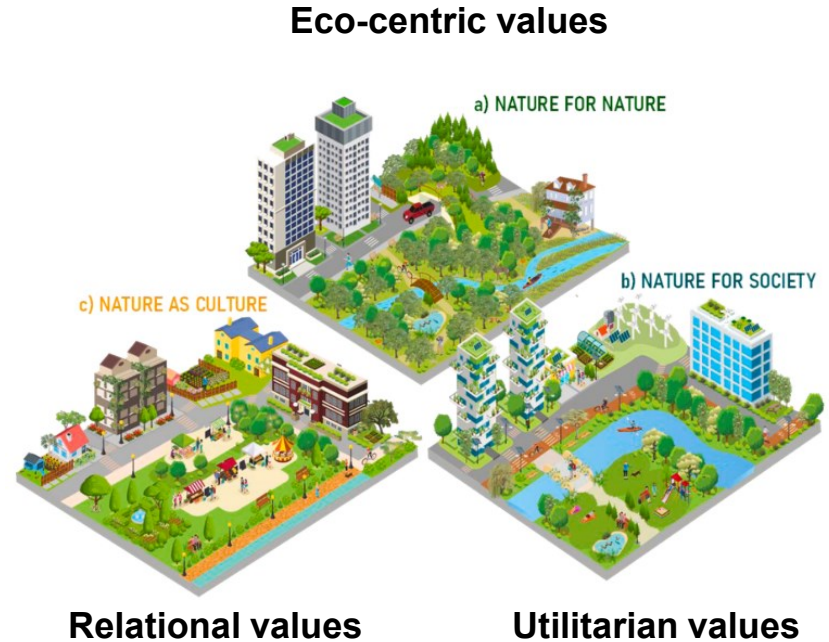 Eco-centric values
a) NATURE FOR NATURE
b) NATURE FOR SOCIETY
c) NATURE AS CULTURE
Relational values
Utilitarian values